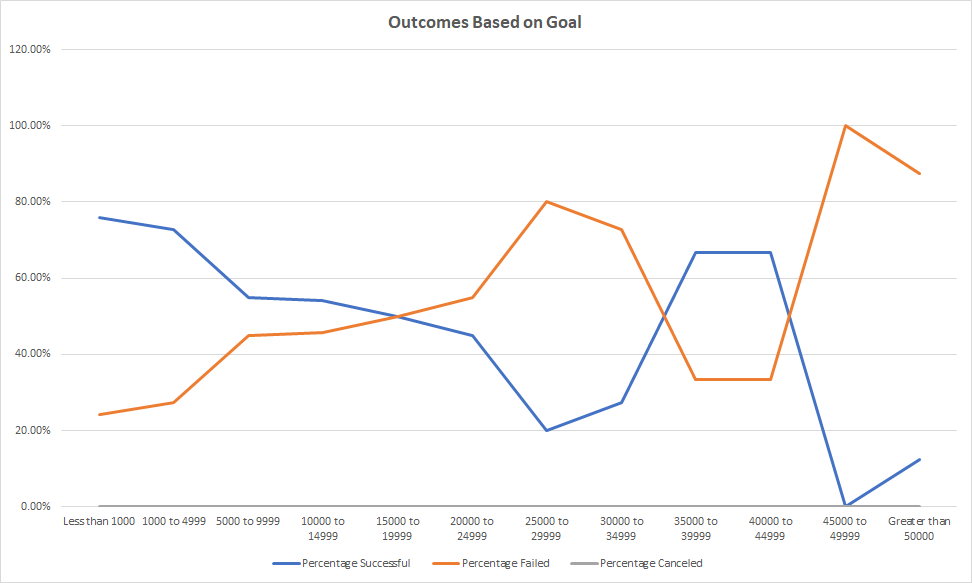 Outcomes Based on Goal
120.00%
100.00%
80.00%
60.00%
40.00%
20.00%
0.00%
Less than 1000 1000 to 4999 5000 to 9999 10000 to 15000 to 20000 to 25000 to 30000 to 35000 to 40000 to 45000 to Greater than
14999 19999 24999 29999 34999 39999 44999 49999 50000
Percentage Successful Percentage Failed Percentage Canceled